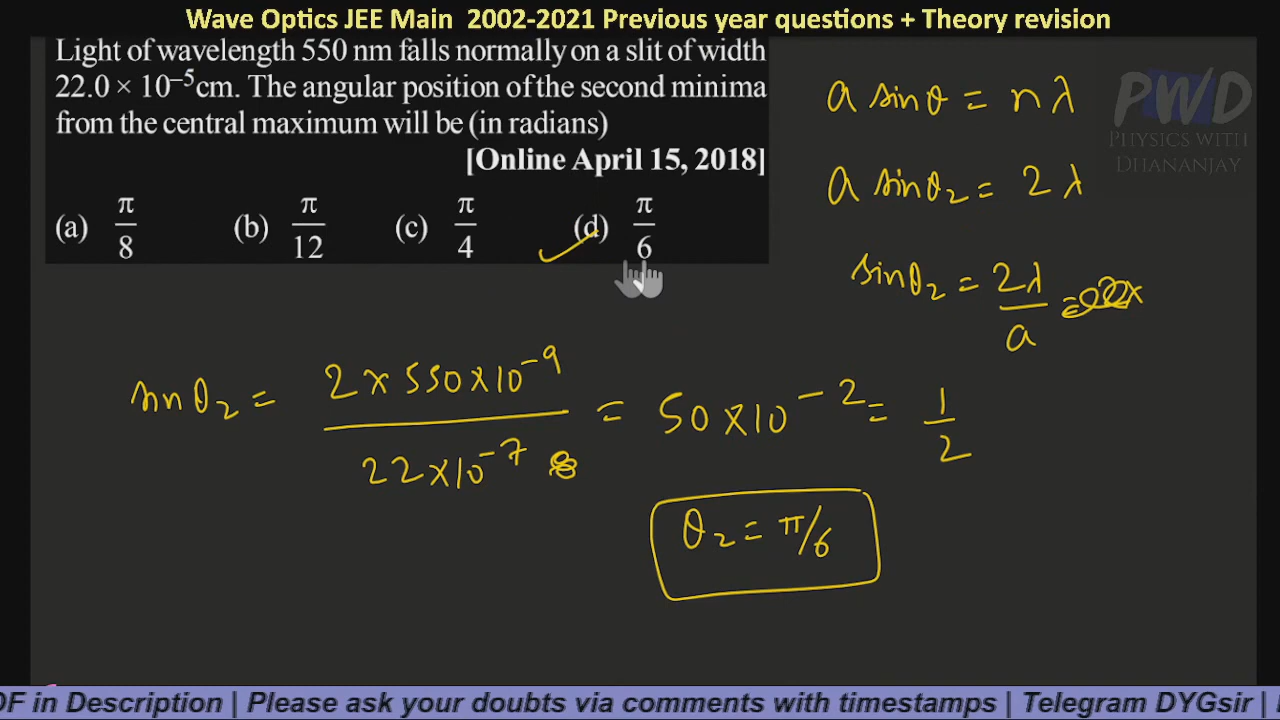 Wave Optics JEE Main 2002-2021 Previous year questions + Theory revision
Light of wavelength 550 nm falls normally on a slit of width
22.0 × 10⁻⁵cm. The angular position of the second minima
from the central maximum will be (in radians)
[Online April 15, 2018]
(a) π/8 (b) π/12 (c) π/4 (d) π/6
a sinθ = nλ
PWD
PHYSICS WITH
DHANANJAY
a sinθ₂ = 2λ
sinθ₂ = 2λ/a =
sinθ₂ = 2×550×10⁻⁹ / 22×10⁻⁷ = 50×10⁻² = 1/2
θ₂ = π/6
DF in Description | Please ask your doubts via comments with timestamps | Telegram DYGsir |